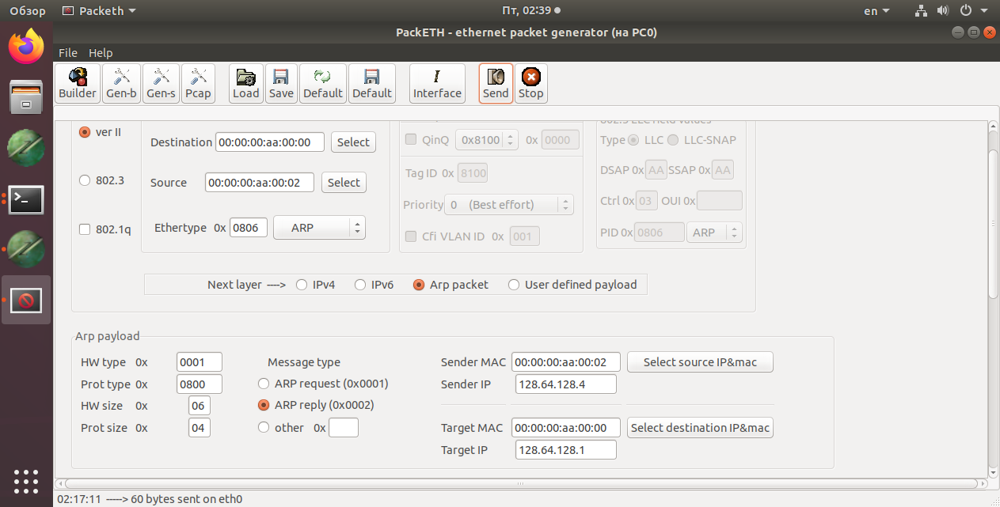 Обзор Packeth Пт, 02:39 en
PackETH - ethernet packet generator (на PC0)
File Help
Builder Gen-b Gen-s Pcap Load Save Default Default Interface Send Stop
ver II
Destination 00:00:00:aa:00:00 Select
802.3
Source 00:00:00:aa:00:02 Select
802.1q
Ethertype 0x 0806 ARP
QinQ 0x8100 0x 0000
Tag ID 0x 8100
Priority 0 (Best effort)
Cfi VLAN ID 0x 001
802.3 LLC field values
Type LLC LLC-SNAP
DSAP 0x AA SSAP 0x AA
Ctrl 0x 03 OUI 0x
PID 0x 0806 ARP
Next layer ----> IPv4 IPv6 Arp packet User defined payload
Arp payload
HW type 0x 0001
Prot type 0x 0800
HW size 0x 06
Prot size 0x 04
Message type
ARP request (0x0001)
ARP reply (0x0002)
other 0x
Sender MAC 00:00:00:aa:00:02 Select source IP&mac
Sender IP 128.64.128.4
Target MAC 00:00:00:aa:00:00 Select destination IP&mac
Target IP 128.64.128.1
02:17:11 -----> 60 bytes sent on eth0